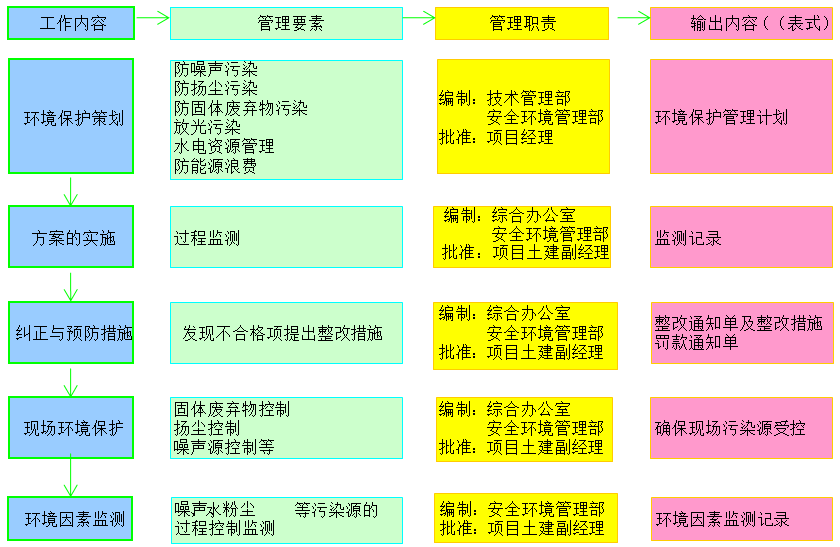 工作内容
管理要素
管理职责
输出内容（（表式）
环境保护策划
防噪声污染
防扬尘污染
防固体废弃物污染
放光污染
水电资源管理
防能源浪费
编制：技术管理部
安全环境管理部
批准：项目经理
环境保护管理计划
方案的实施
过程监测
编制：综合办公室
安全环境管理部
批准：项目土建副经理
监测记录
纠正与预防措施
发现不合格项提出整改措施
编制：综合办公室
安全环境管理部
批准：项目土建副经理
整改通知单及整改措施
罚款通知单
现场环境保护
固体废弃物控制
扬尘控制
噪声源控制等
编制：综合办公室
安全环境管理部
批准：项目土建副经理
确保现场污染源受控
环境因素监测
噪声、水、粉尘 等污染源的
过程控制监测
编制：安全环境管理部
批准：项目土建副经理
环境因素监测记录